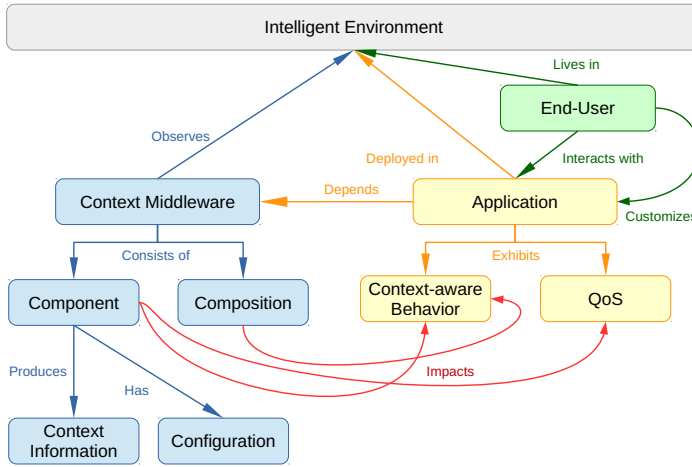 Intelligent Environment
Lives in
End-User
Observes
Deployed in
Interacts with
Context Middleware
Depends
Application
Customizes
Consists of
Exhibits
Component
Composition
Context-aware
Behavior
QoS
Produces
Has
Impacts
Context
Information
Configuration